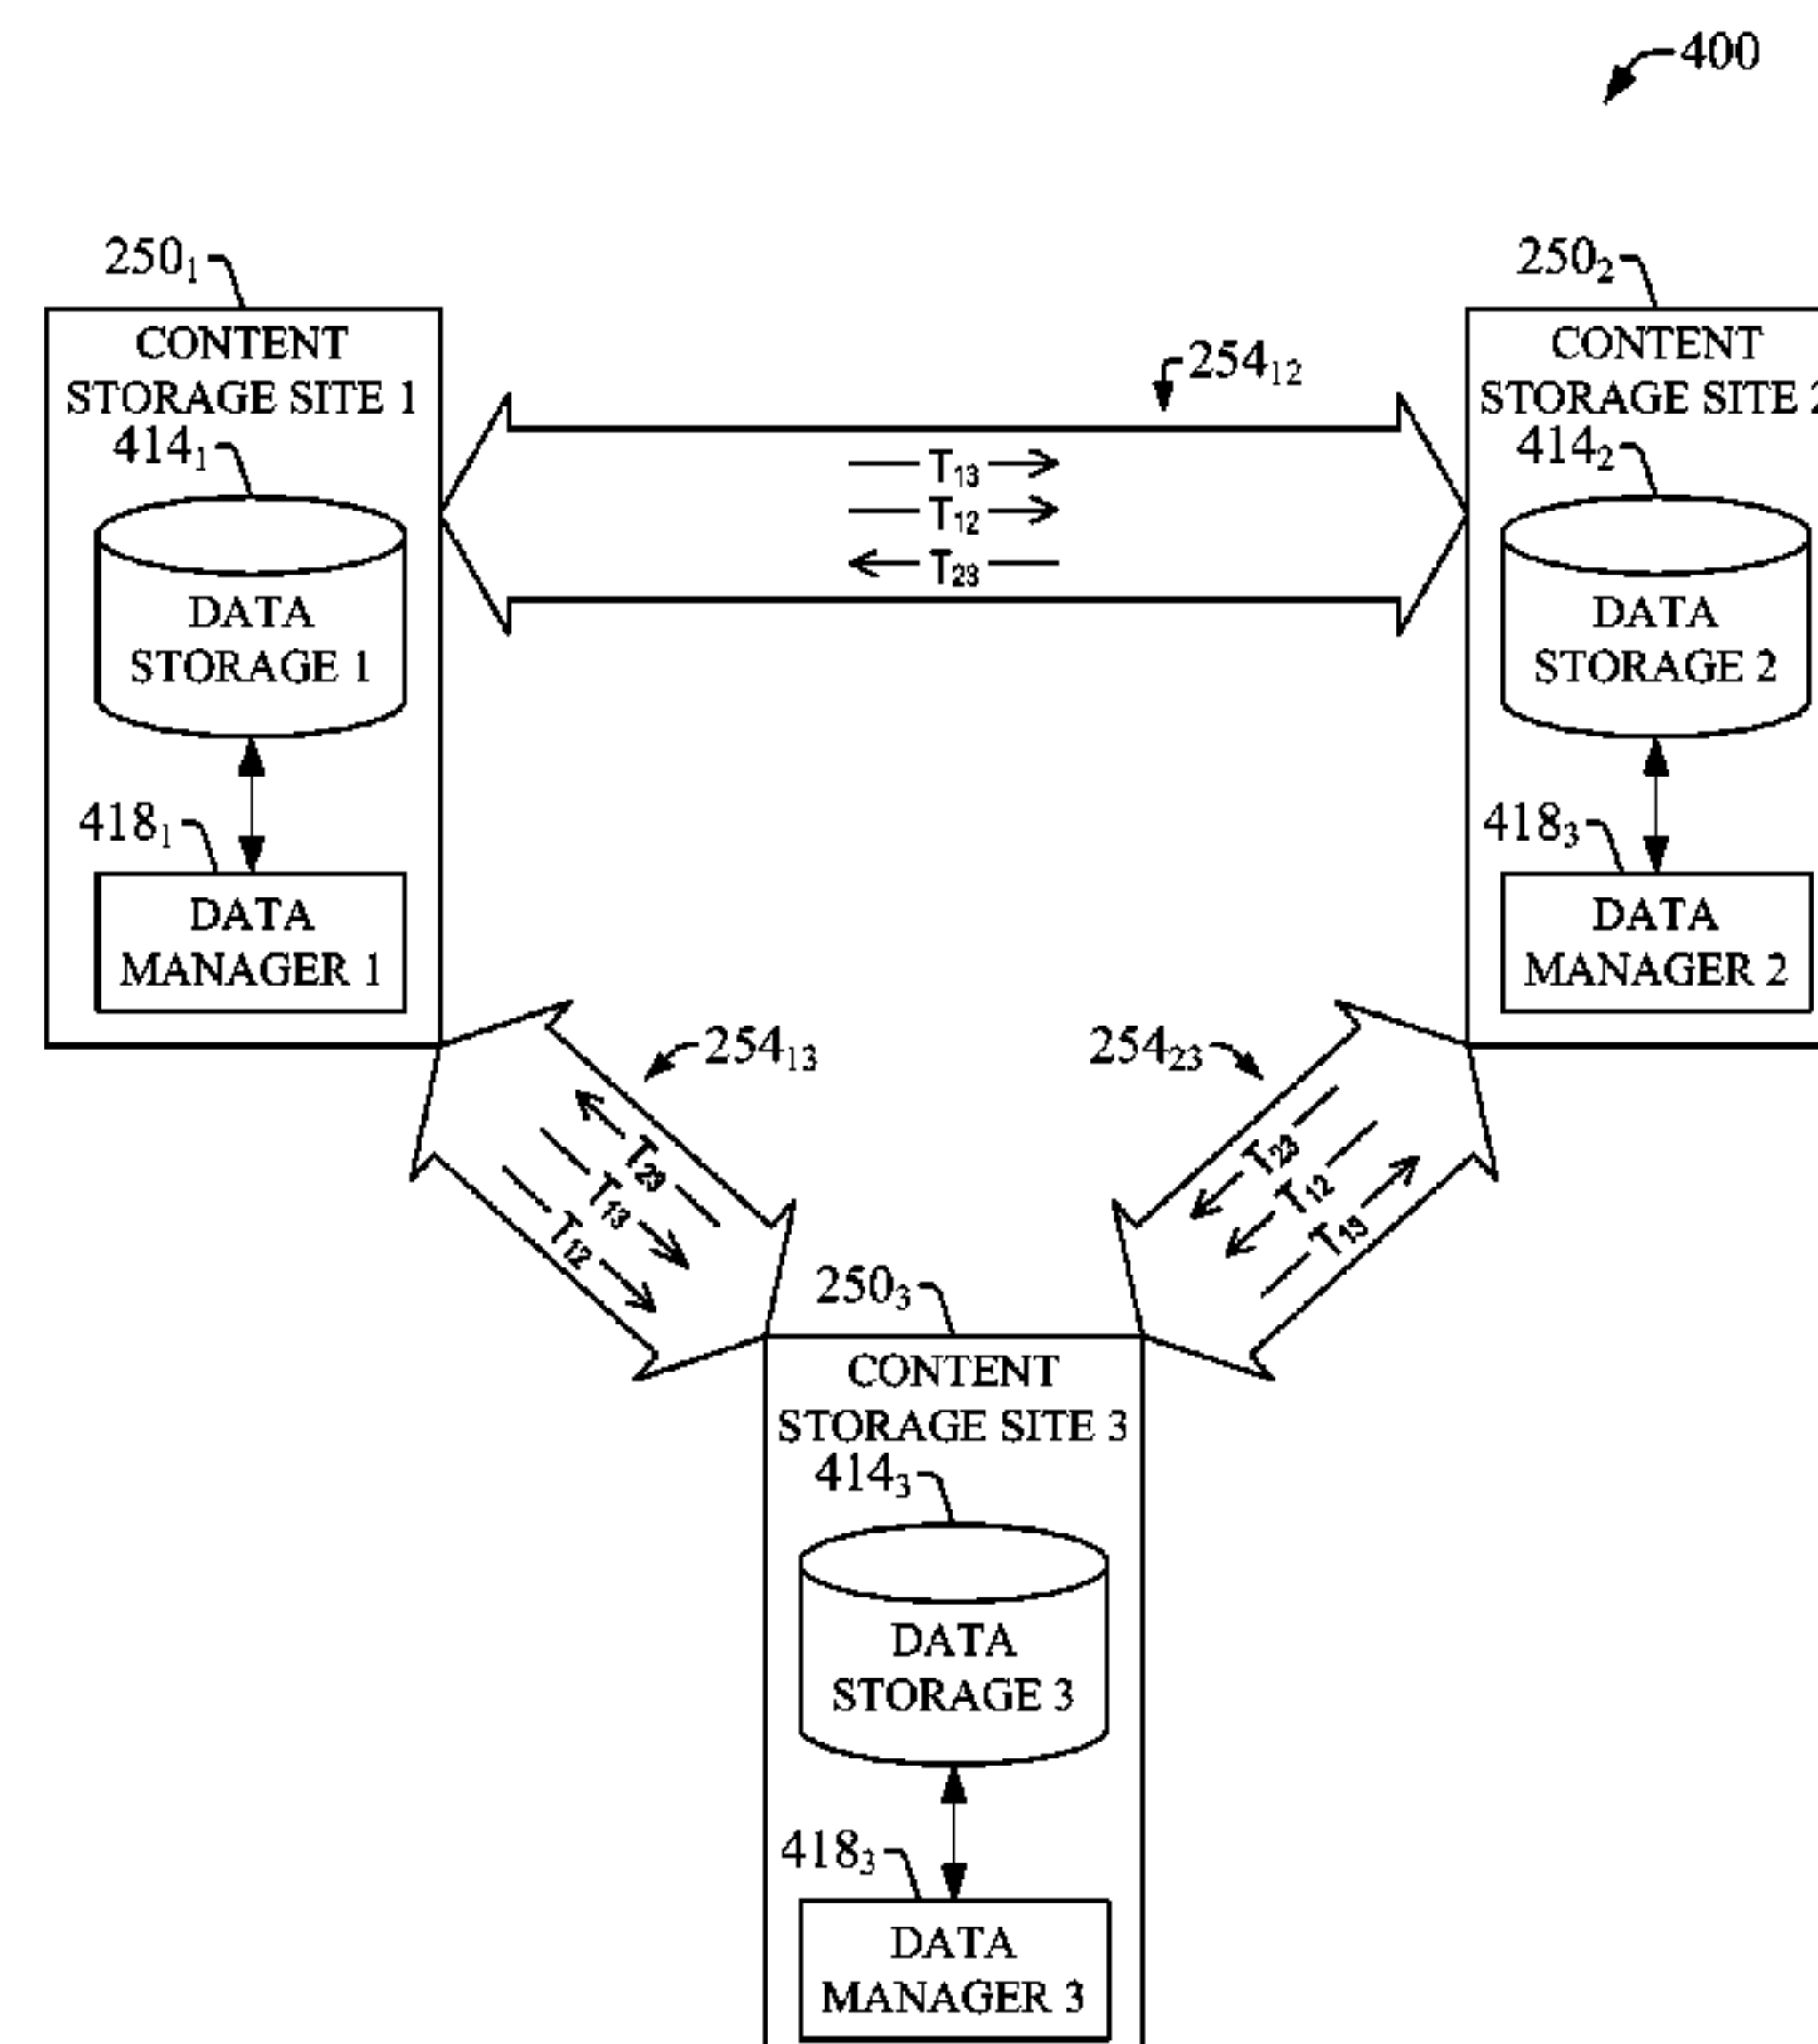 400
250₁
250₂
CONTENT
STORAGE SITE 1
CONTENT
STORAGE SITE 2
254₁₂
414₁
414₂
T₁₃
T₁₂
T₂₃
DATA
STORAGE 1
DATA
STORAGE 2
418₁
418₃
DATA
MANAGER 1
DATA
MANAGER 2
254₁₃
254₂₃
T₂₃
T₁₃
T₁₂
T₂₃
T₁₂
T₁₃
250₃
CONTENT
STORAGE SITE 3
414₃
DATA
STORAGE 3
418₃
DATA
MANAGER 3